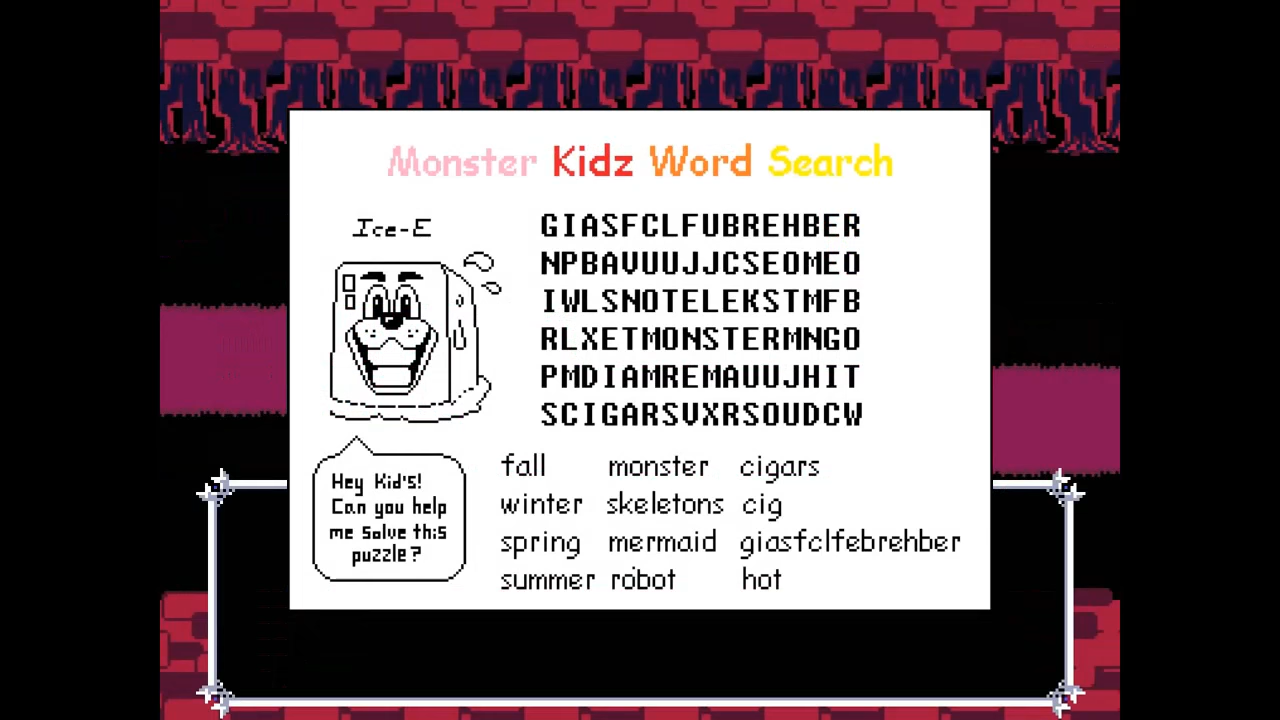 Monster Kidz Word Search
Ice-E
GIASFCLFUBREHBER
NPBAVUUJJCSEOMEO
IWLSNOTELEKSTMFB
RLXETMONSTERMNGO
PMDIAMREMAUUJHIT
SCIGARSVXRSOUDCW
Hey Kid's!
Can you help
me solve this
puzzle?
fall monster cigars
winter skeletons cig
spring mermaid giasfclfebrehber
summer robot hot